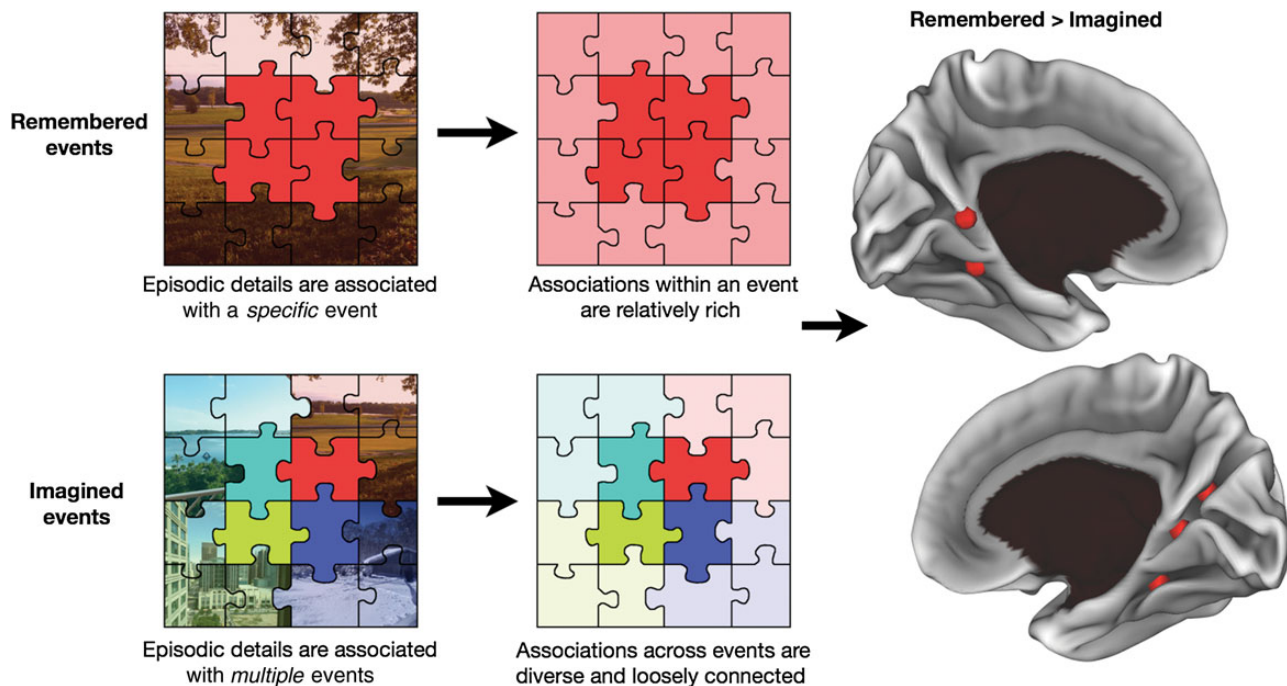 Remembered > Imagined
Remembered
events
Episodic details are associated
with a specific event
Associations within an event
are relatively rich
Imagined
events
Episodic details are associated
with multiple events
Associations across events are
diverse and loosely connected